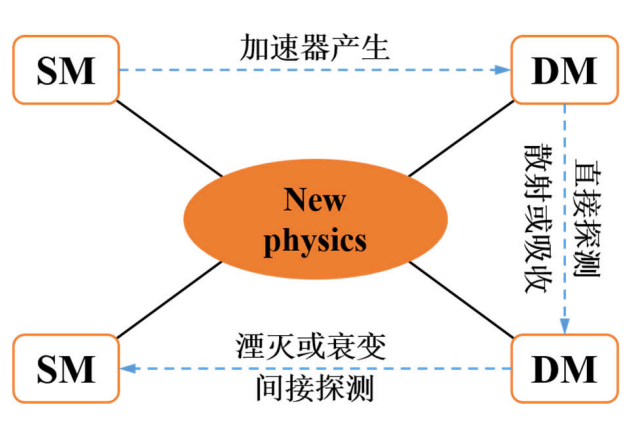 加速器产生
SM
DM
New
physics
直接探测
散射或吸收
湮灭或衰变
SM
DM
间接探测